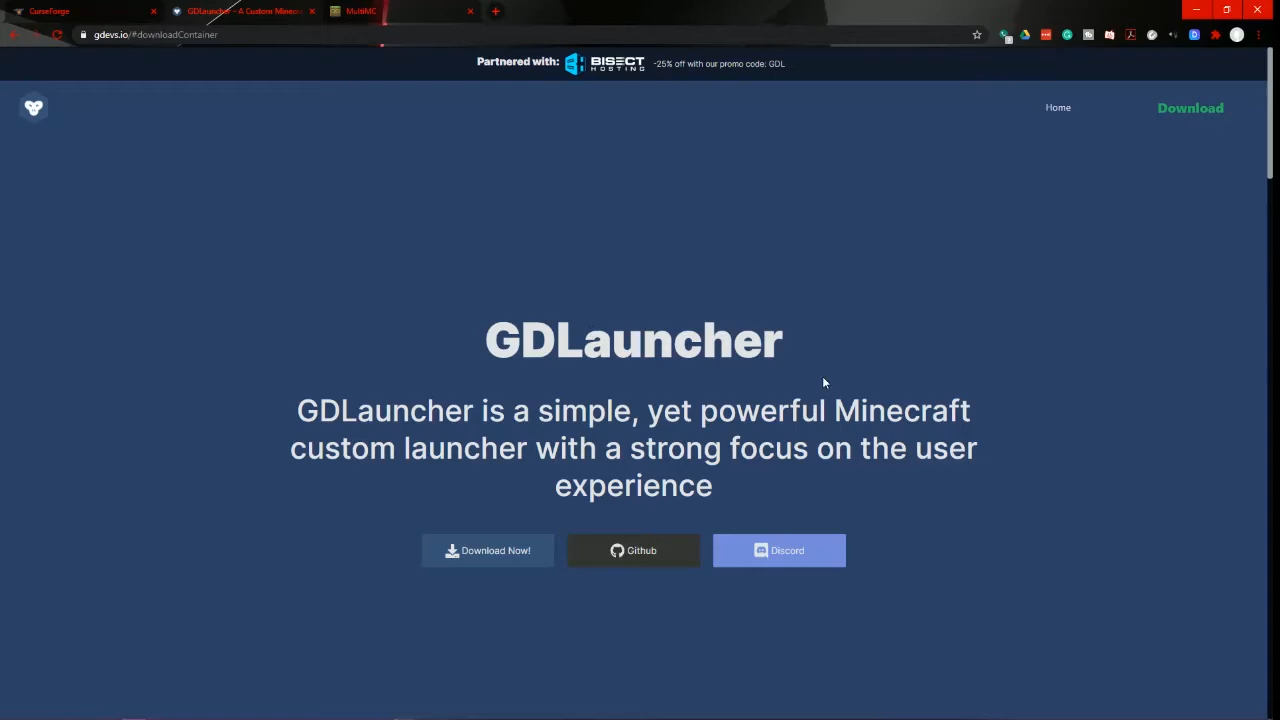 CurseForge
GDLauncher - A Custom Minecr
MultiMC
gdevs.io/#downloadContainer
Partnered with: BISECT HOSTING -25% off with our promo code: GDL
Home
Download
GDLauncher
GDLauncher is a simple, yet powerful Minecraft
custom launcher with a strong focus on the user
experience
Download Now!
Github
Discord